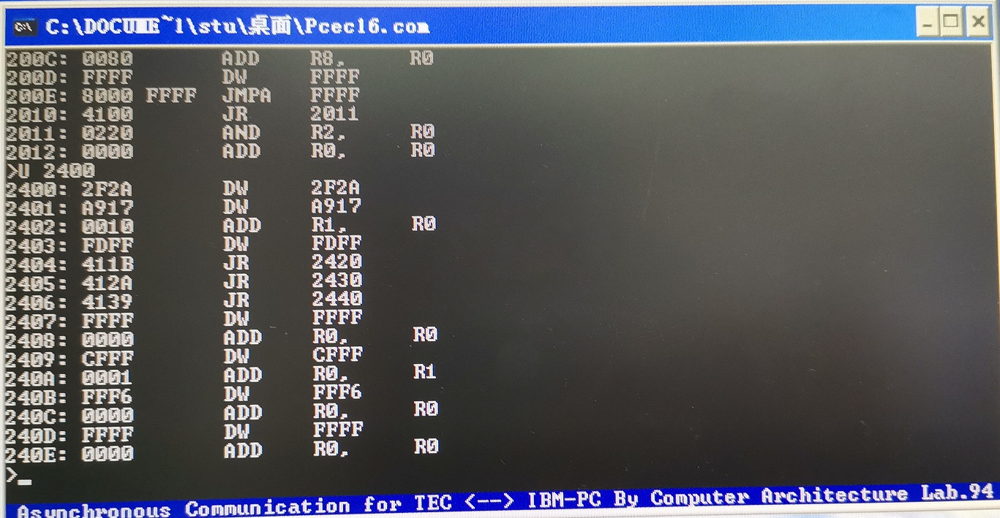 C:\DOCUME~1\stu\桌面\Pcec16.com
200C: 0080 ADD R8, R0
200D: FFFF DW FFFF
200E: 8000 FFFF JMPA FFFF
2010: 4100 JR 2011
2011: 0220 AND R2, R0
2012: 0000 ADD R0, R0
>U 2400
2400: 2F2A DW 2F2A
2401: A917 DW A917
2402: 0010 ADD R1, R0
2403: FDFF DW FDFF
2404: 411B JR 2420
2405: 412A JR 2430
2406: 4139 JR 2440
2407: FFFF DW FFFF
2408: 0000 ADD R0, R0
2409: CFFF DW CFFF
240A: 0001 ADD R0, R1
240B: FFF6 DW FFF6
240C: 0000 ADD R0, R0
240D: FFFF DW FFFF
240E: 0000 ADD R0, R0
>_
Asynchronous Communication for TEC <--> IBM-PC By Computer Architecture Lab.94